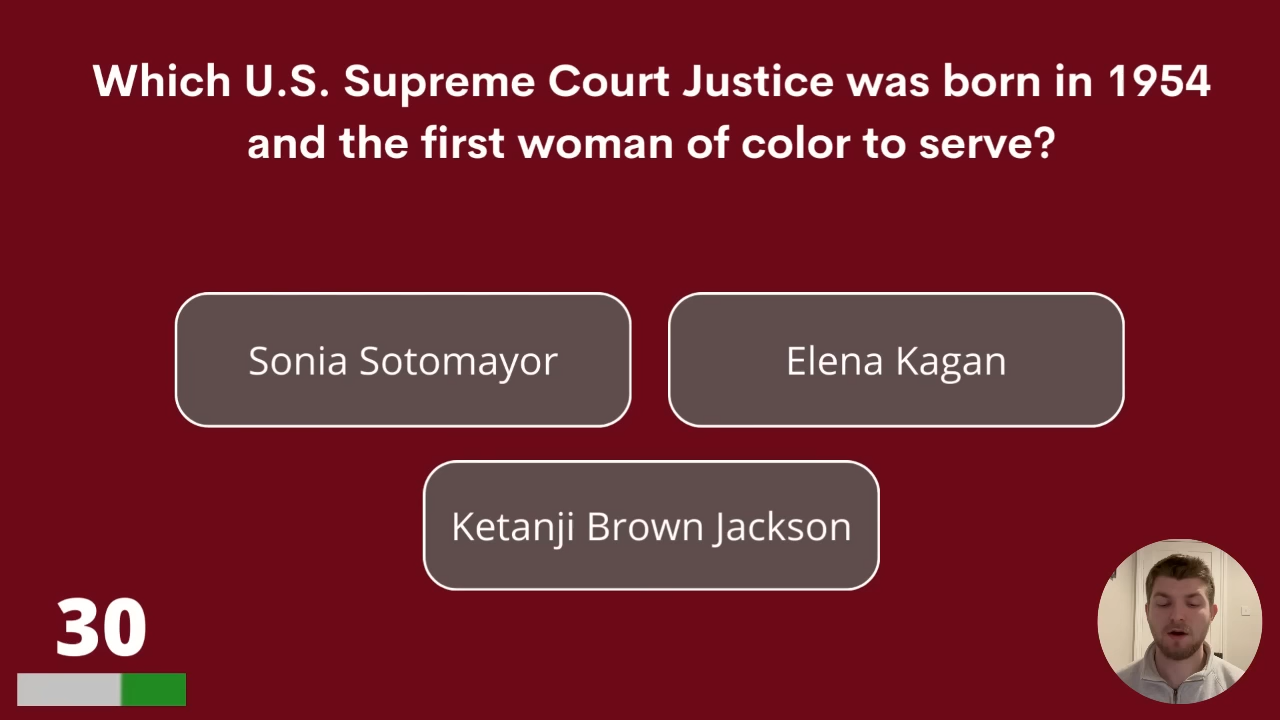 Which U.S. Supreme Court Justice was born in 1954
and the first woman of color to serve?
Sonia Sotomayor
Elena Kagan
Ketanji Brown Jackson
30